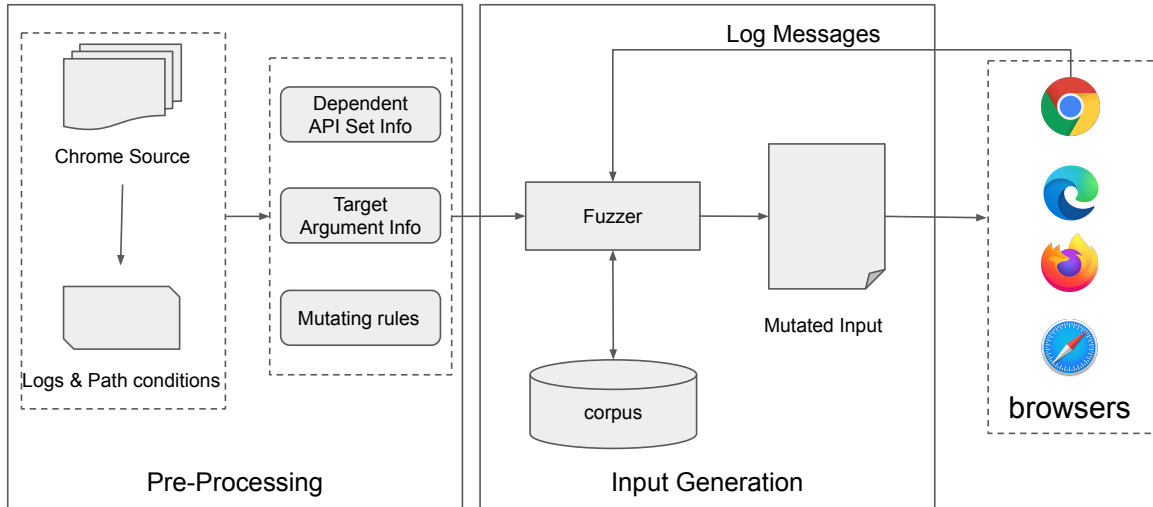 Log Messages
Dependent
API Set Info
Chrome Source
Target
Argument Info
Fuzzer
Mutating rules
Mutated Input
Logs & Path conditions
corpus
browsers
Pre-Processing
Input Generation